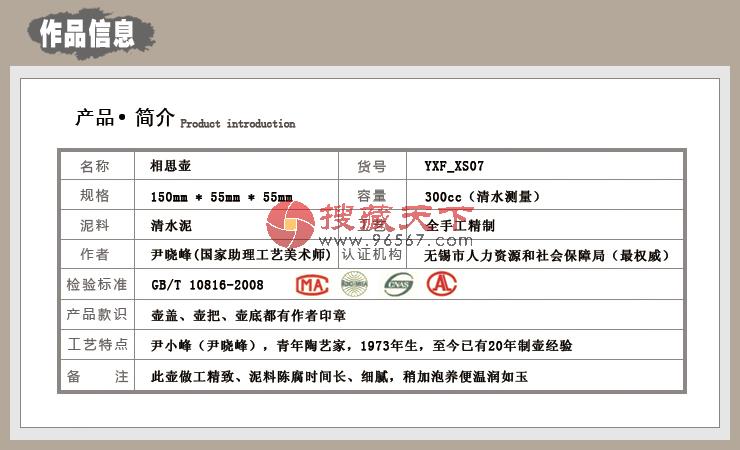 作品信息
产品• 简介 Product introduction
名称 相思壶 货号 YXF_XS07
规格 150mm * 55mm * 55mm 容量 300cc（清水测量）
泥料 清水泥 工艺 全手工精制
搜藏天下
www.96567.com
作者 尹晓峰(国家助理工艺美术师) 认证机构 无锡市人力资源和社会保障局（最权威）
检验标准 GB/T 10816-2008 MA ilac-MRA CNAS AL
产品款识 壶盖、壶把、壶底都有作者印章
工艺特点 尹小峰（尹晓峰），青年陶艺家，1973年生，至今已有20年制壶经验
备 注 此壶做工精致、泥料陈腐时间长、细腻，稍加泡养便温润如玉